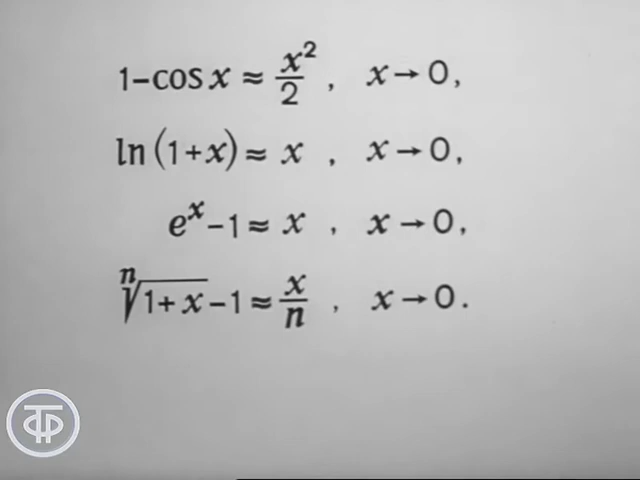 1-cos x ≈ x²/2 , x → 0,
ln (1+x) ≈ x , x → 0,
eˣ-1 ≈ x , x → 0,
ⁿ√1+x -1 ≈ x/n , x → 0.